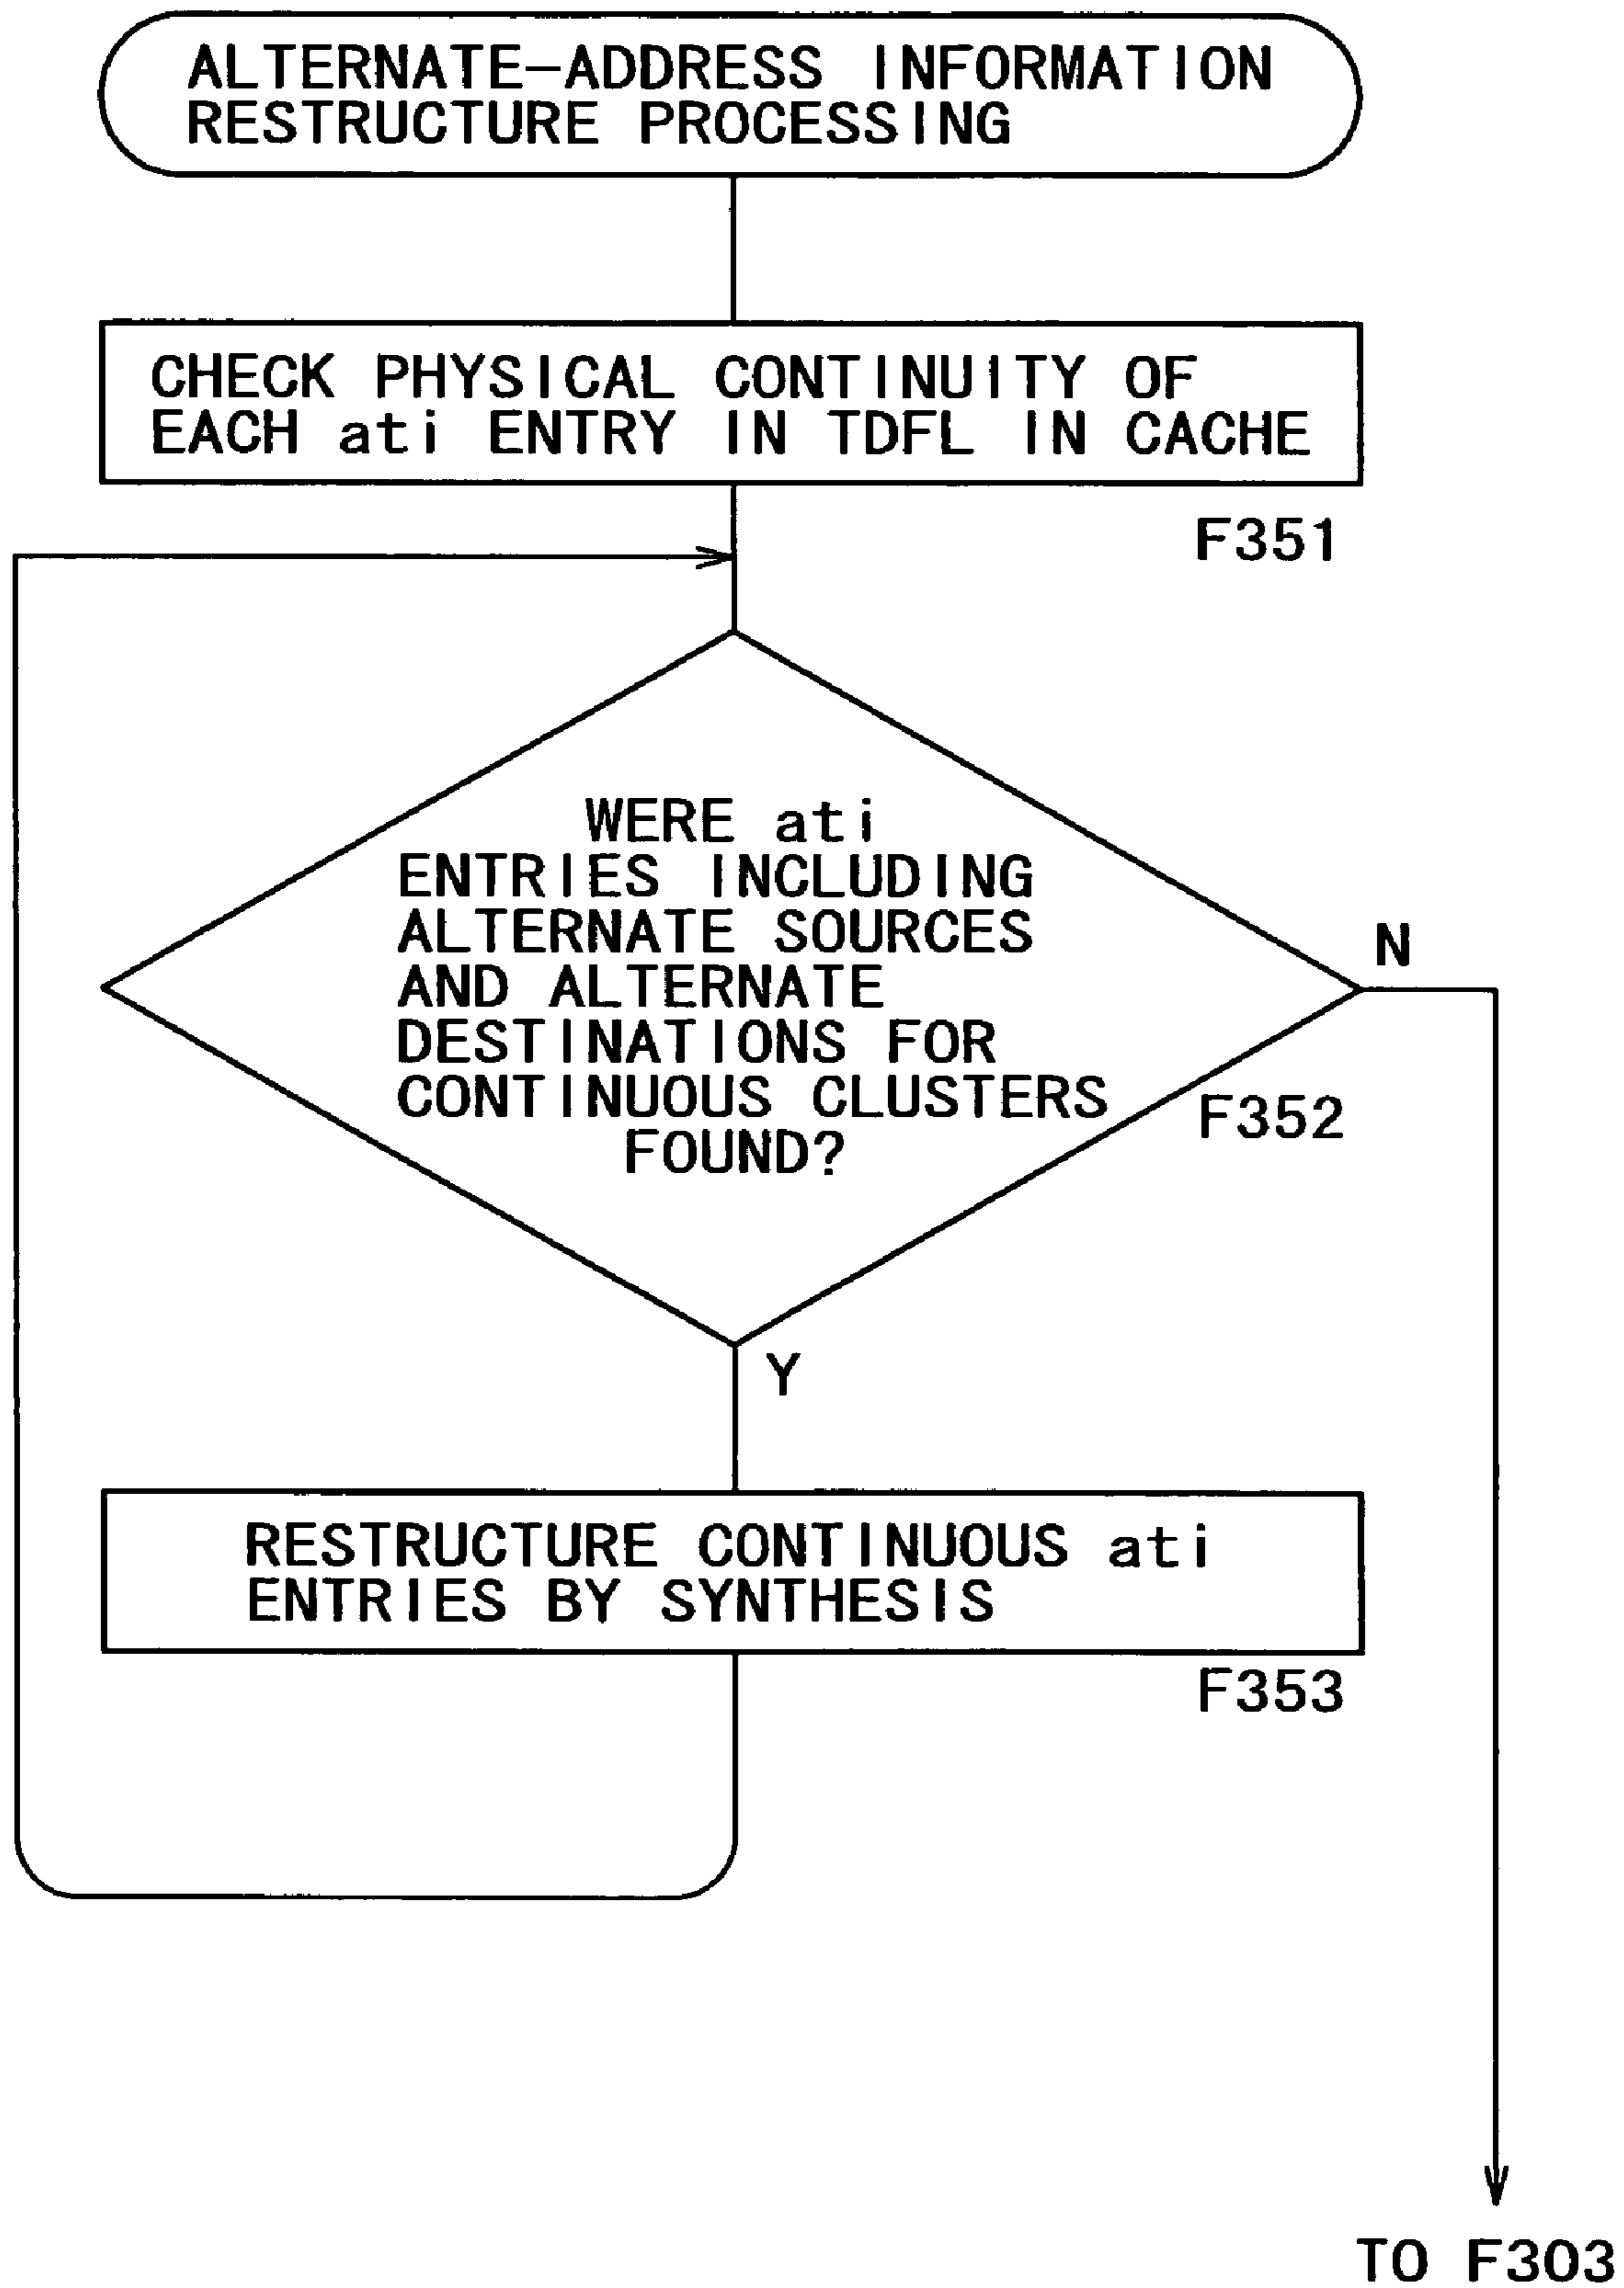 ALTERNATE-ADDRESS INFORMATION
RESTRUCTURE PROCESSING
CHECK PHYSICAL CONTINUITY OF
EACH ati ENTRY IN TDFL IN CACHE
F351
WERE ati
ENTRIES INCLUDING
ALTERNATE SOURCES
AND ALTERNATE
DESTINATIONS FOR
CONTINUOUS CLUSTERS
FOUND?
N
F352
Y
RESTRUCTURE CONTINUOUS ati
ENTRIES BY SYNTHESIS
F353
TO F303